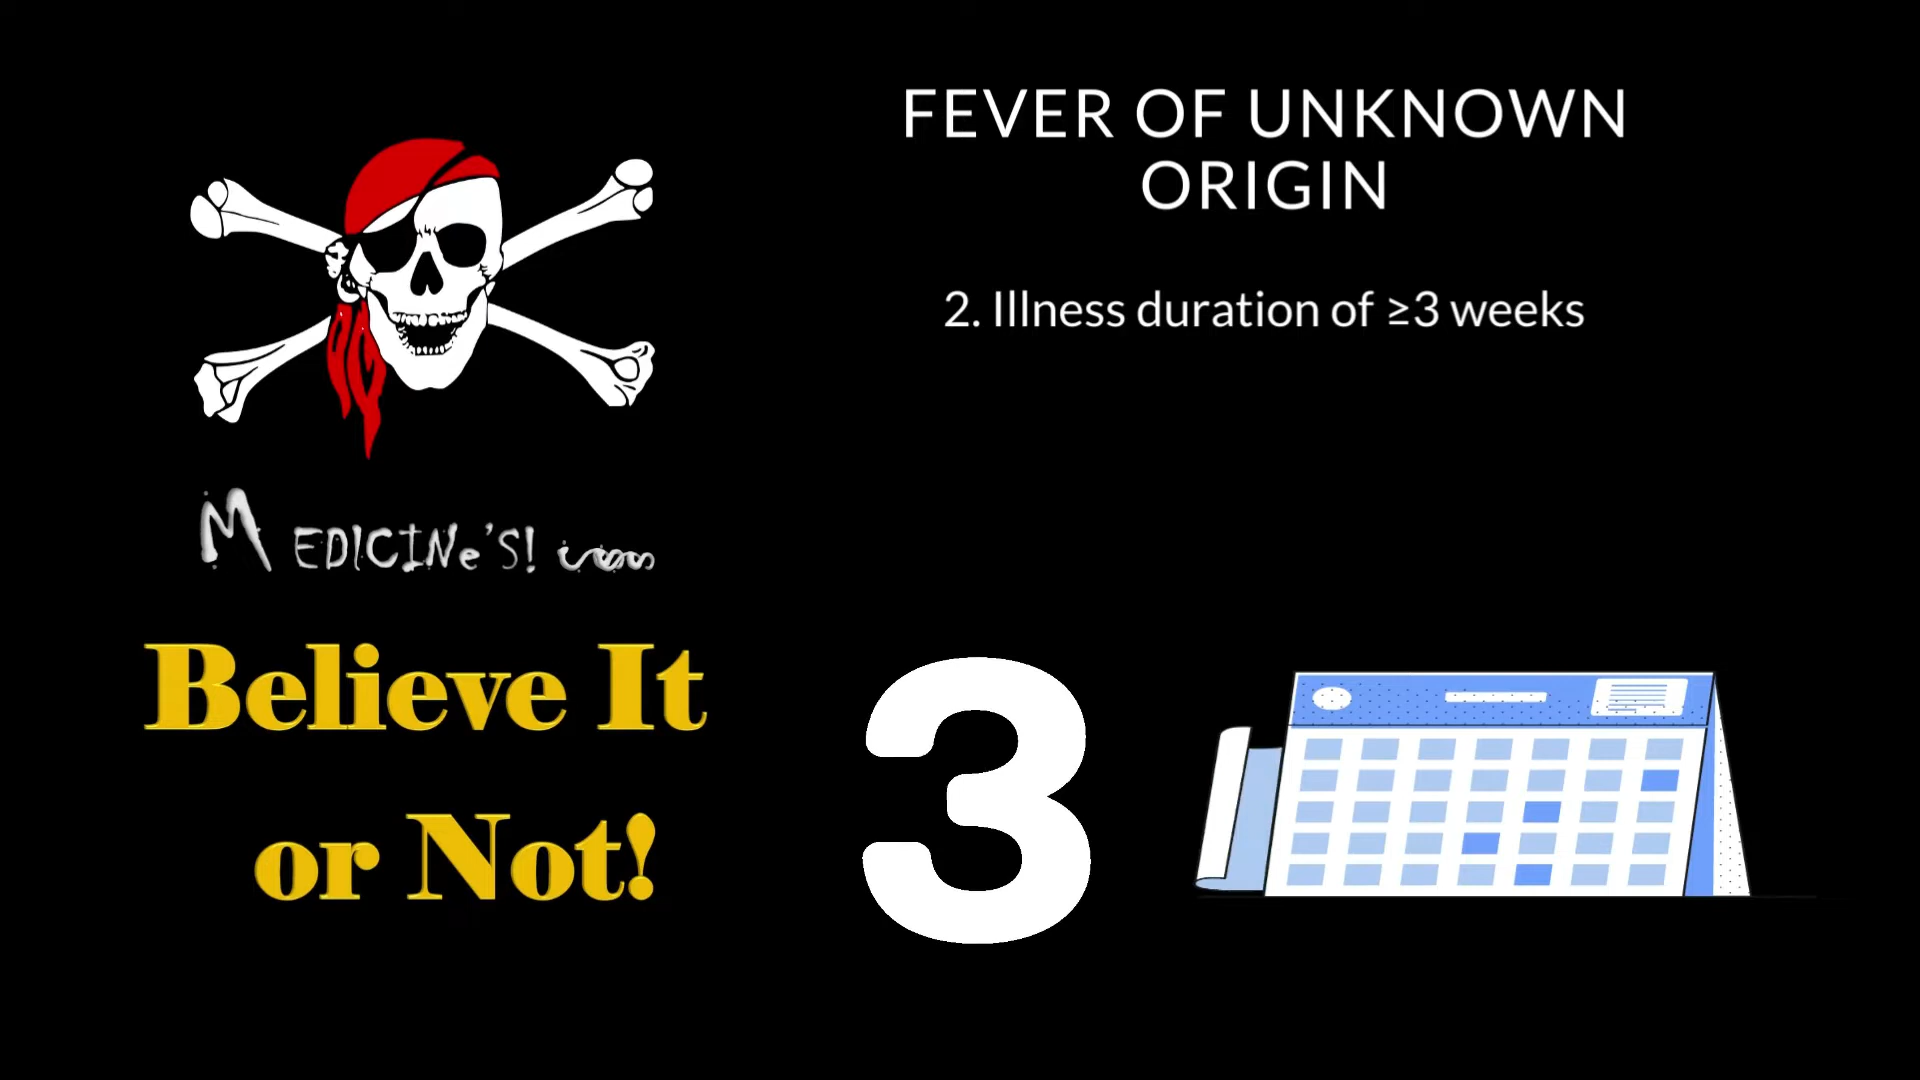 FEVER OF UNKNOWN
ORIGIN
2. Illness duration of ≥3 weeks
MEDICINe'S!
Believe It
or Not!
3